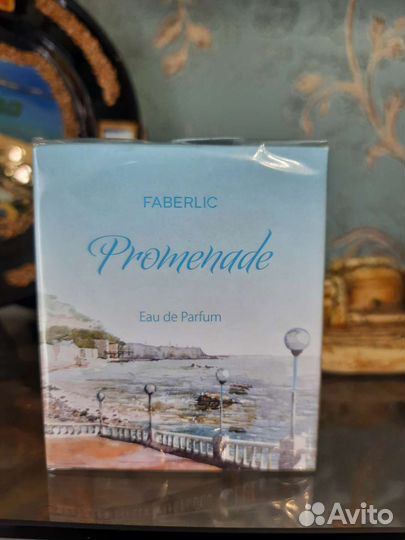 FABERLIC
Promenade
Eau de Parfum
Avito